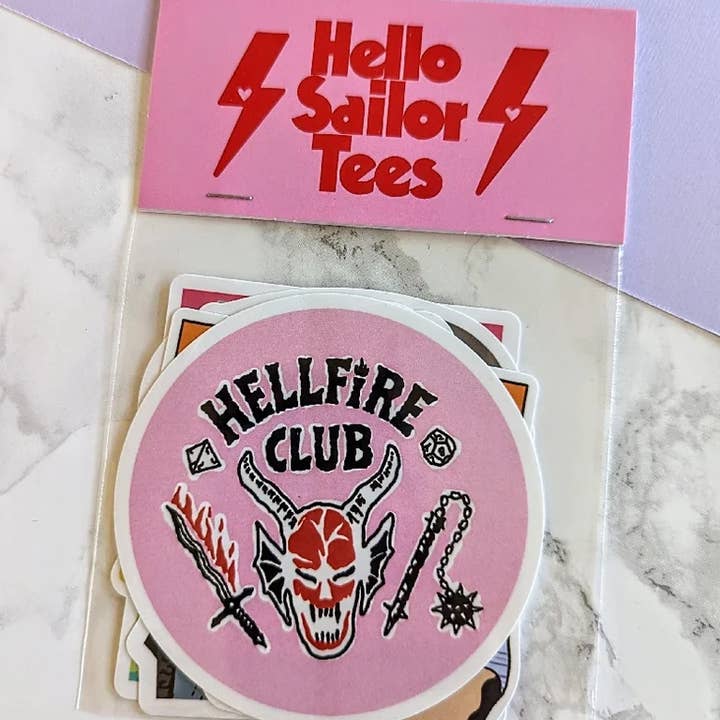 Hello
Sailor
Tees
HELLFiRE
CLUB